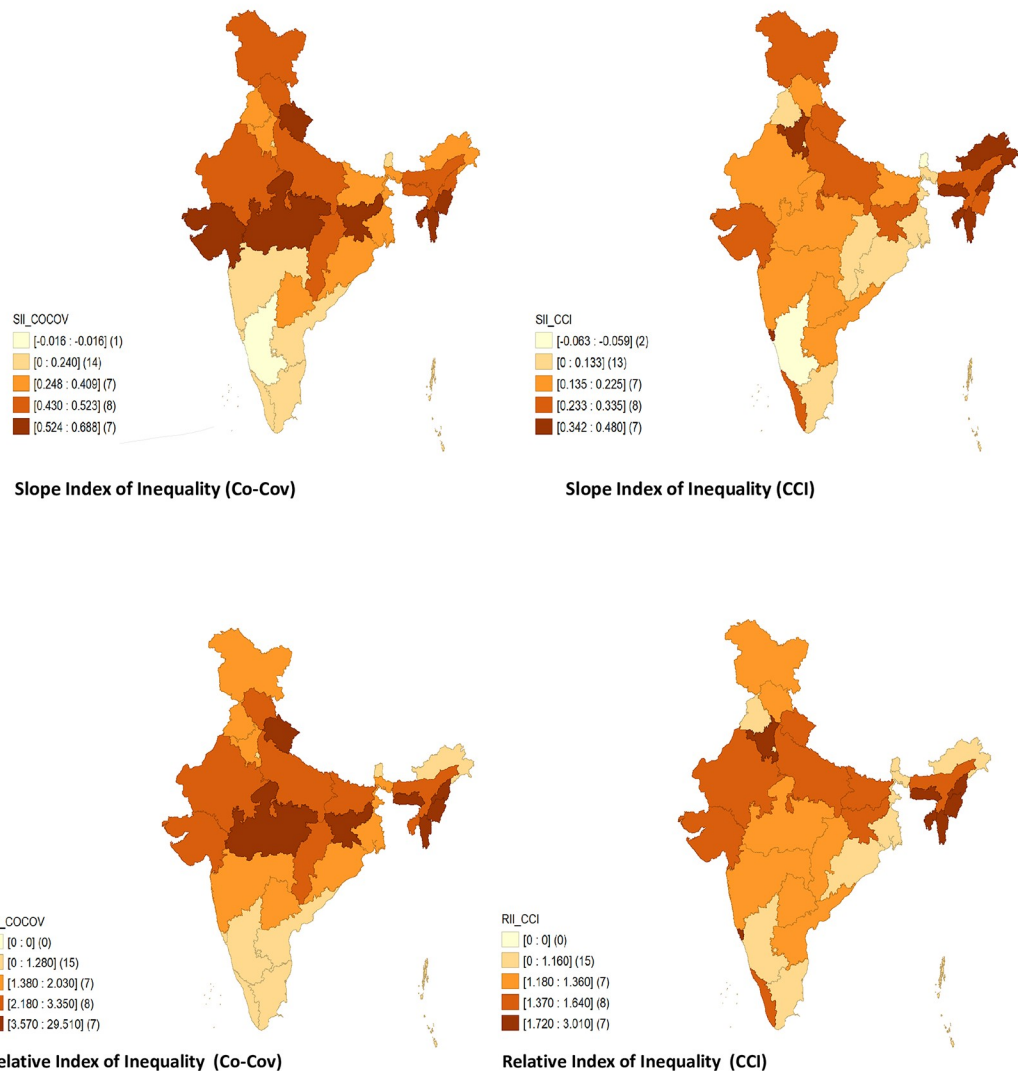 SII_COCOV
[-0.016 : -0.016] (1)
[0 : 0.240] (14)
[0.248 : 0.409] (7)
[0.430 : 0.523] (8)
[0.524 : 0.688] (7)
Slope Index of Inequality (Co-Cov)
SII_CCI
[-0.063 : -0.059] (2)
[0 : 0.133] (13)
[0.135 : 0.225] (7)
[0.233 : 0.335] (8)
[0.342 : 0.480] (7)
Slope Index of Inequality (CCI)
_COCOV
[0 : 0] (0)
[0 : 1.280] (15)
[1.380 : 2.030] (7)
[2.180 : 3.350] (8)
[3.570 : 29.510] (7)
elative Index of Inequality (Co-Cov)
RII_CCI
[0 : 0] (0)
[0 : 1.160] (15)
[1.180 : 1.360] (7)
[1.370 : 1.640] (8)
[1.720 : 3.010] (7)
Relative Index of Inequality (CCI)